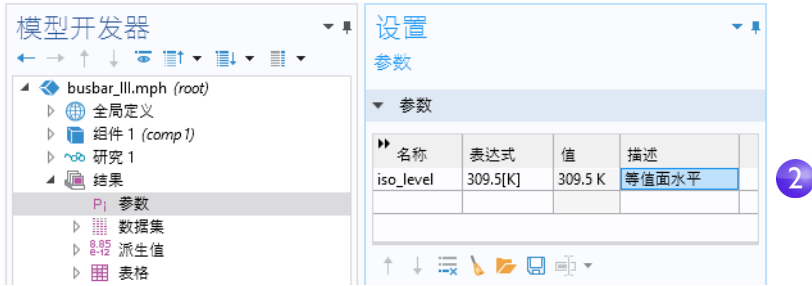 模型开发器
busbar_lll.mph (root)
全局定义
组件 1 (comp1)
研究 1
结果
Pi 参数
数据集
8.85
e-12 派生值
表格
设置
参数
参数
名称 表达式 值 描述
iso_level 309.5[K] 309.5 K 等值面水平
2